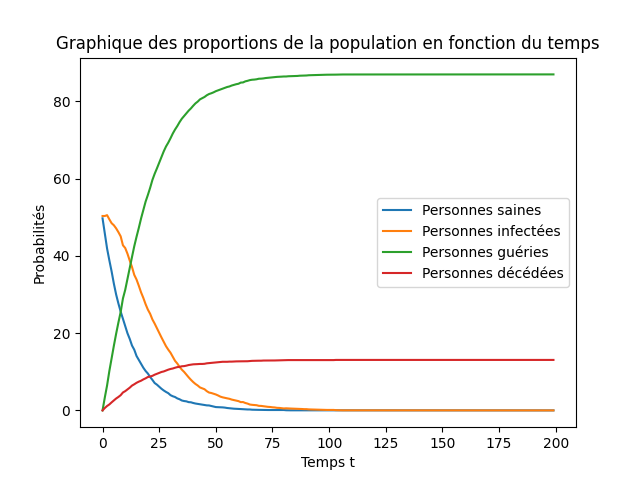 Graphique des proportions de la population en fonction du temps
Probabilités
80
60
40
20
0
Personnes saines
Personnes infectées
Personnes guéries
Personnes décédées
0 25 50 75 100 125 150 175 200
Temps t